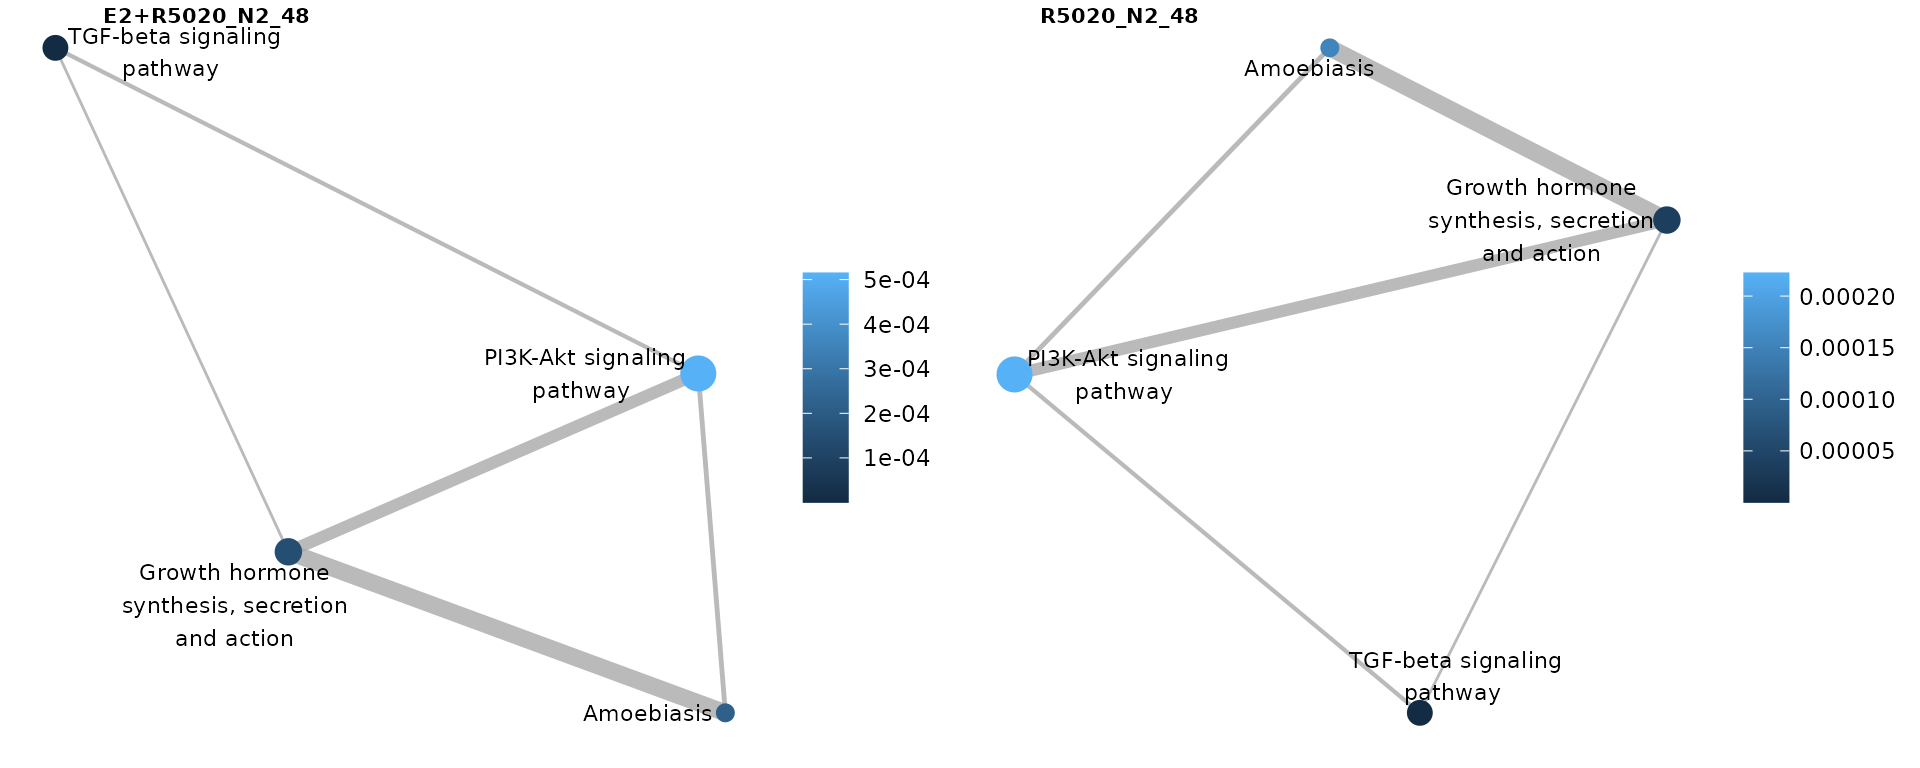 E2+R5020_N2_48
TGF-beta signaling
pathway
PI3K-Akt signaling
pathway
Growth hormone
synthesis, secretion
and action
Amoebiasis
5e-04
4e-04
3e-04
2e-04
1e-04
R5020_N2_48
Amoebiasis
Growth hormone
synthesis, secretion
and action
PI3K-Akt signaling
pathway
TGF-beta signaling
pathway
0.00020
0.00015
0.00010
0.00005